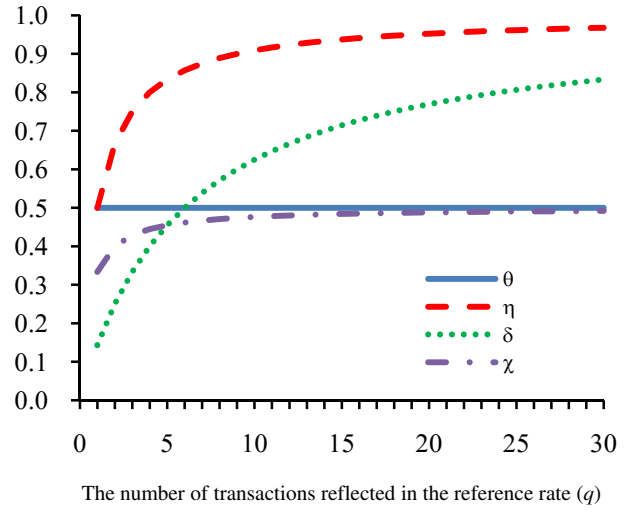 1.0
0.9
0.8
0.7
0.6
0.5
0.4
0.3
0.2
0.1
0.0
θ
η
δ
χ
0 5 10 15 20 25 30
The number of transactions reflected in the reference rate (q)